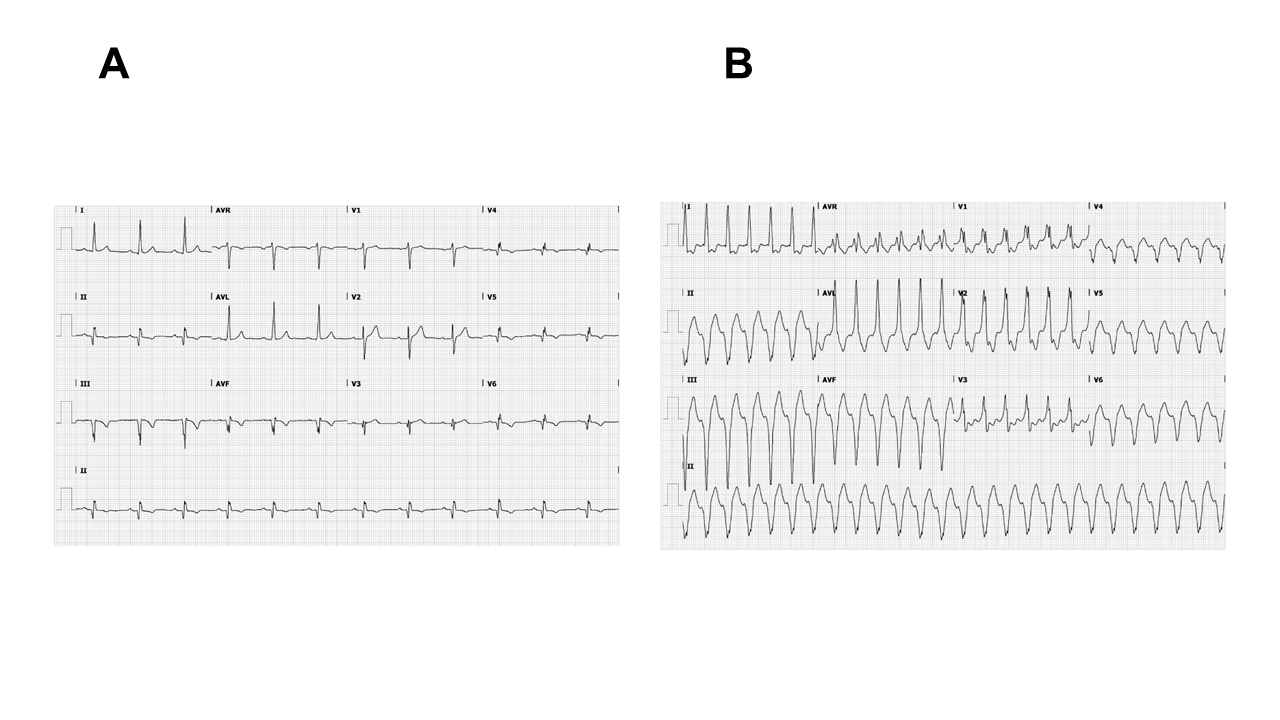 A
B
I AVR V1 V4
II AVL V2 V5
III AVF V3 V6
II
I AVR V1 V4
II AVL V2 V5
III AVF V3 V6
II